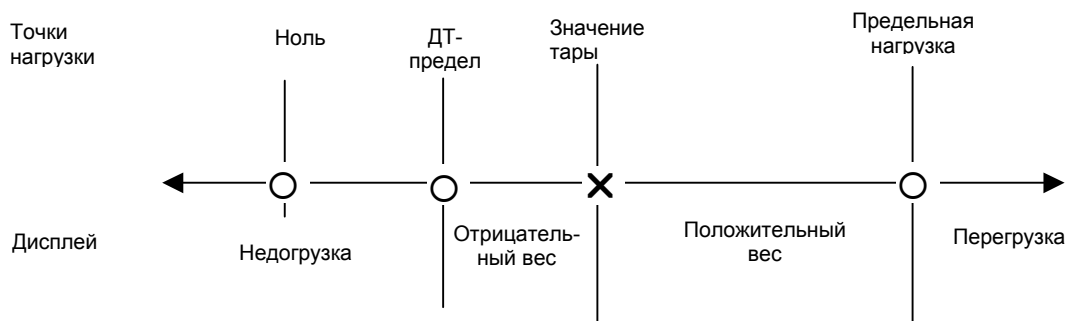 Точки
нагрузки
Ноль
ДТ-
предел
Значение
тары
Предельная
нагрузка
Дисплей
Недогрузка
Отрицатель-
ный вес
Положительный
вес
Перегрузка